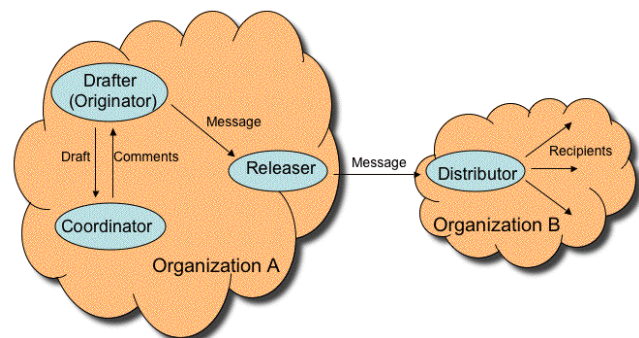 Drafter
(Originator)
Message
Draft
Comments
Releaser
Message
Distributor
Recipients
Coordinator
Organization A
Organization B